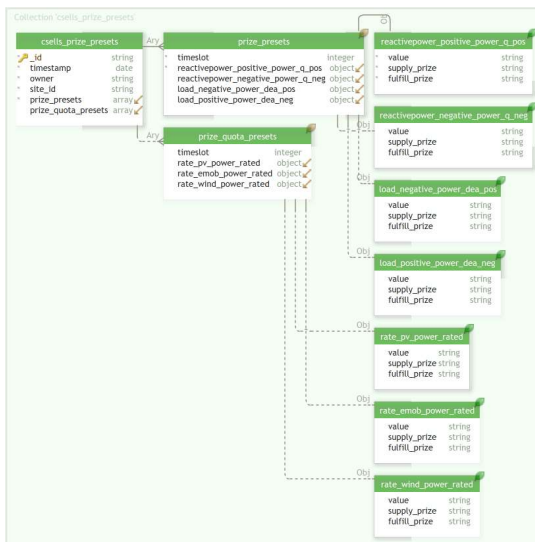 Collection 'csells_prize_presets'
csells_prize_presets
_id string
timestamp date
owner string
site_id string
prize_presets array
prize_quota_presets array
Ary
prize_presets
timeslot integer
reactivepower_positive_power_q_pos object
reactivepower_negative_power_q_neg object
load_negative_power_dea_pos object
load_positive_power_dea_neg object
Ary
prize_quota_presets
timeslot integer
rate_pv_power_rated object
rate_emob_power_rated object
rate_wind_power_rated object
Obj
reactivepower_positive_power_q_pos
value string
supply_prize string
fulfill_prize string
Obj
reactivepower_negative_power_q_neg
value string
supply_prize string
fulfill_prize string
Obj
load_negative_power_dea_pos
value string
supply_prize string
fulfill_prize string
Obj
load_positive_power_dea_neg
value string
supply_prize string
fulfill_prize string
Obj
rate_pv_power_rated
value string
supply_prize string
fulfill_prize string
Obj
rate_emob_power_rated
value string
supply_prize string
fulfill_prize string
Obj
rate_wind_power_rated
value string
supply_prize string
fulfill_prize string